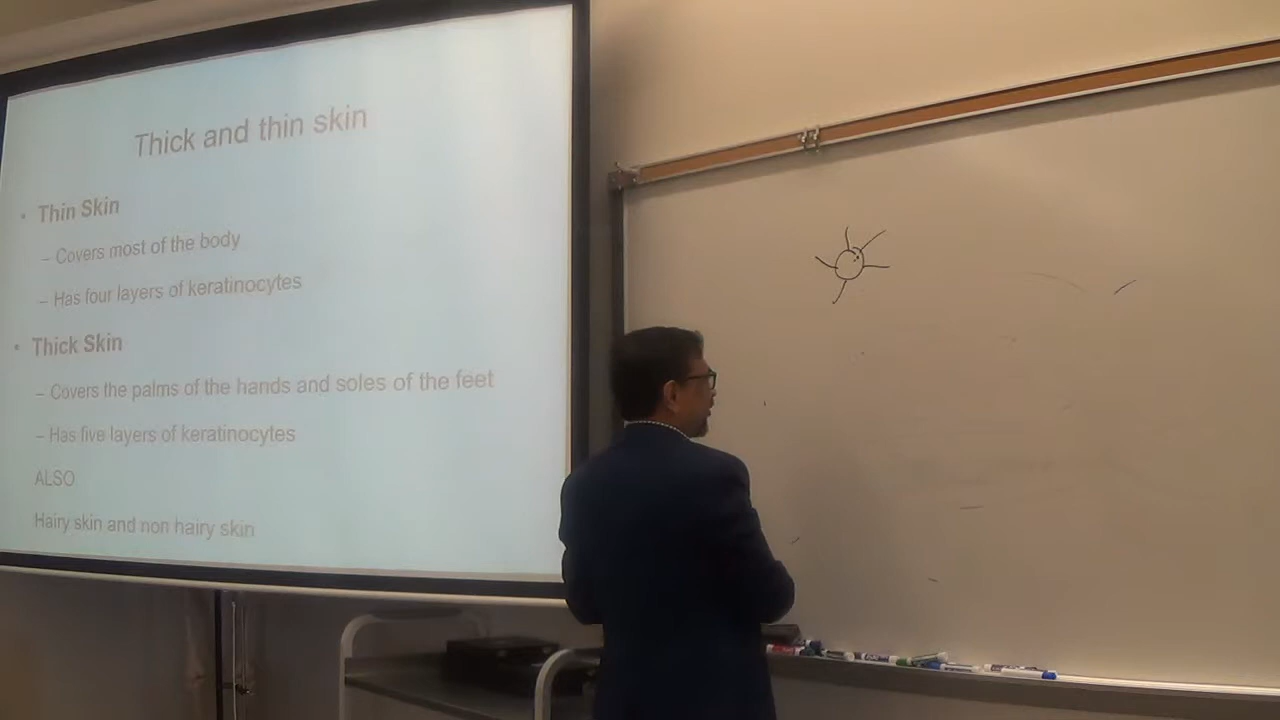 Thick and thin skin
• Thin Skin
– Covers most of the body
– Has four layers of keratinocytes
• Thick Skin
– Covers the palms of the hands and soles of the feet
– Has five layers of keratinocytes
ALSO
Hairy skin and non hairy skin